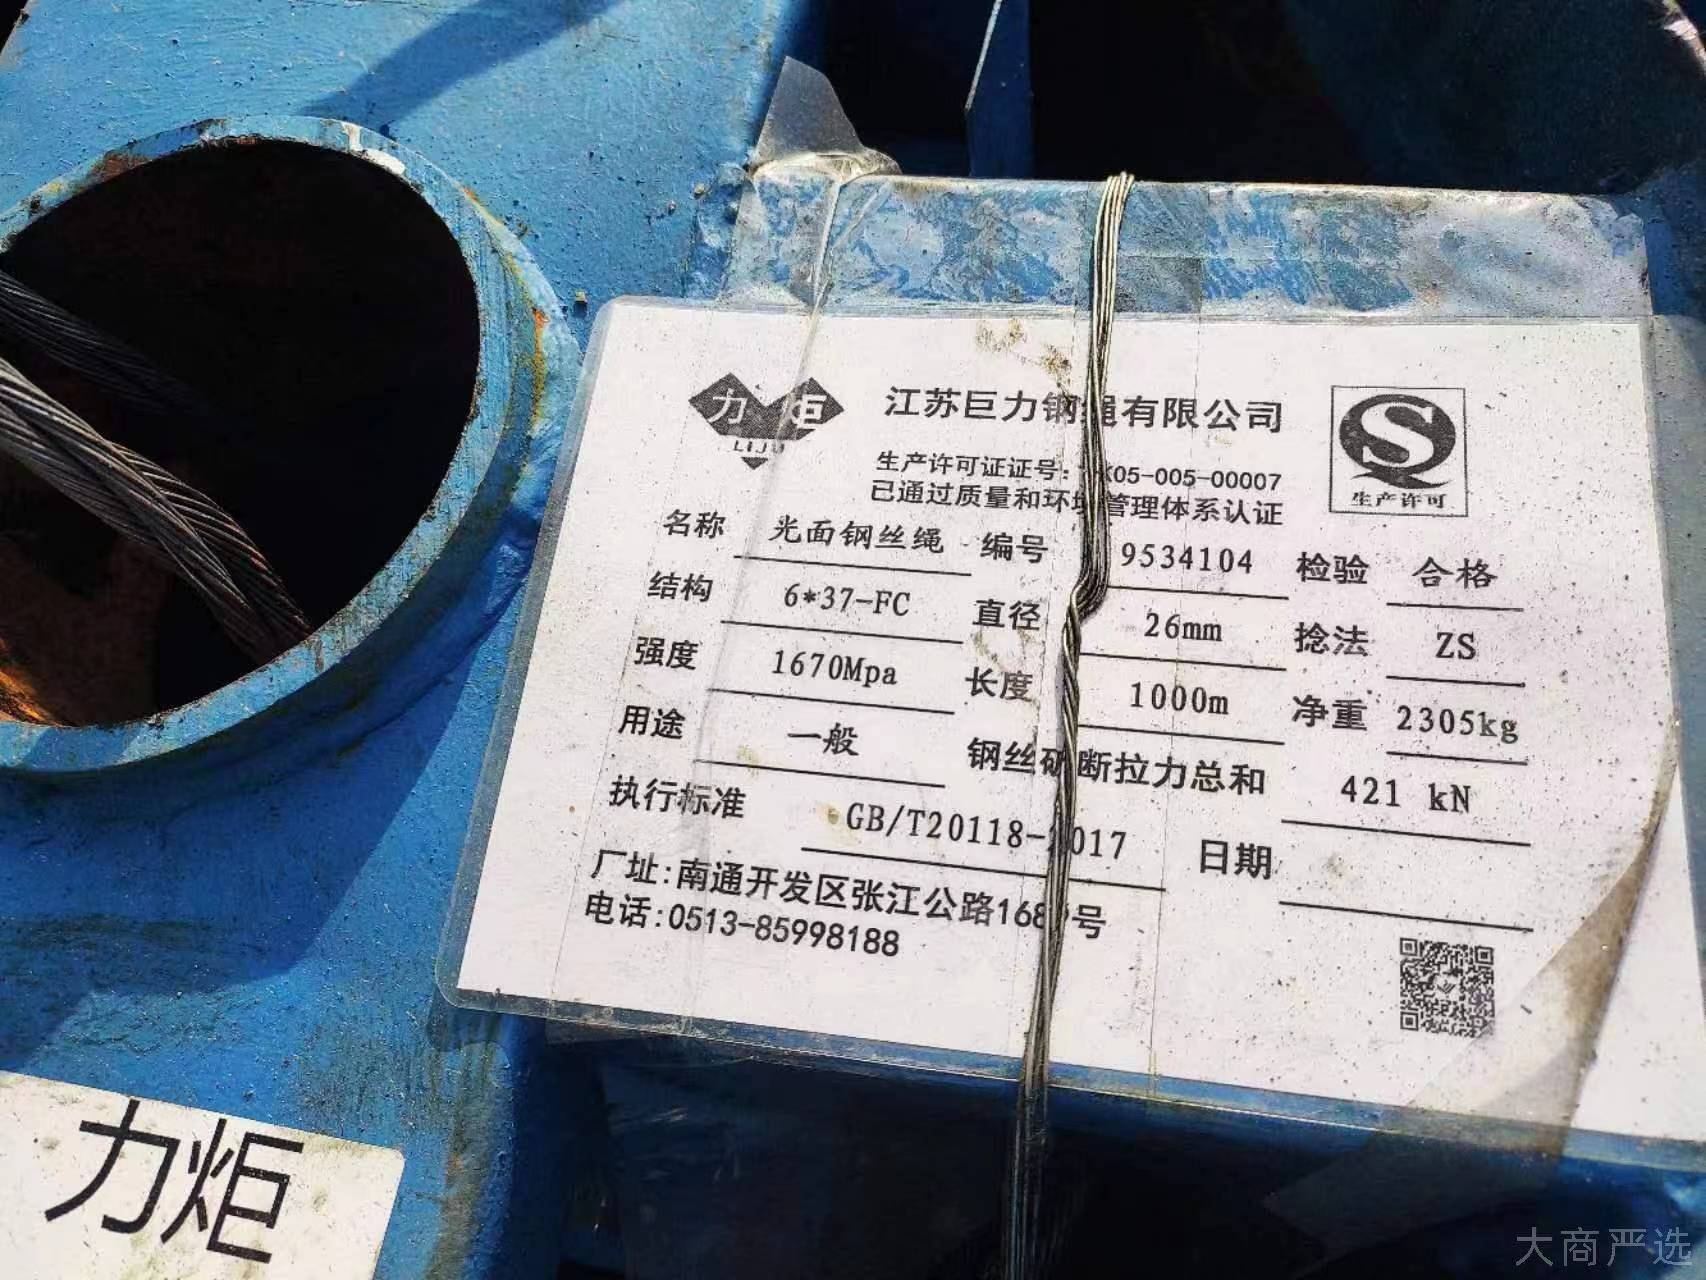 力炬
LIJU
江苏巨力钢绳有限公司
生产许可证证号: XK05-005-00007
已通过质量和环境管理体系认证
生产许可
名称 光面钢丝绳 编号 9534104 检验 合格
结构 6*37-FC 直径 26mm 捻法 ZS
强度 1670Mpa 长度 1000m 净重 2305kg
用途 一般 钢丝破断拉力总和 421 kN
执行标准 GB/T20118-2017 日期
厂址:南通开发区张江公路 号
电话:0513-85998188
力炬
大商严选